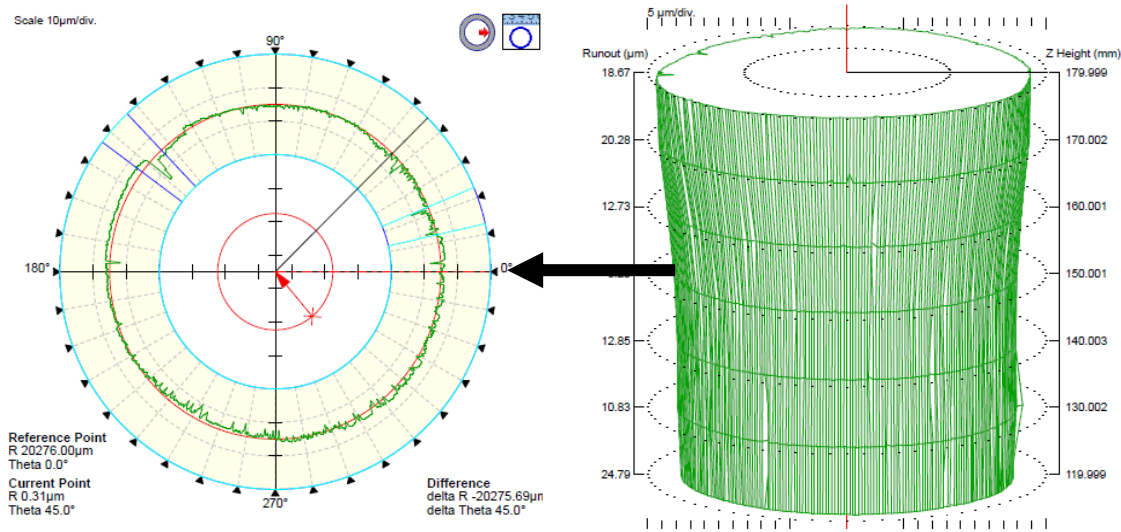 Scale 10µm/div.
90°
180°
0°
270°
Reference Point
R 20276.00µm
Theta 0.0°
Current Point
R 0.31µm
Theta 45.0°
Difference
delta R -20275.69µm
delta Theta 45.0°
5 µm/div.
Runout (µm)
Z Height (mm)
18.67
179.999
20.28
170.002
12.73
160.001
150.001
12.85
140.003
10.83
130.002
24.79
119.999